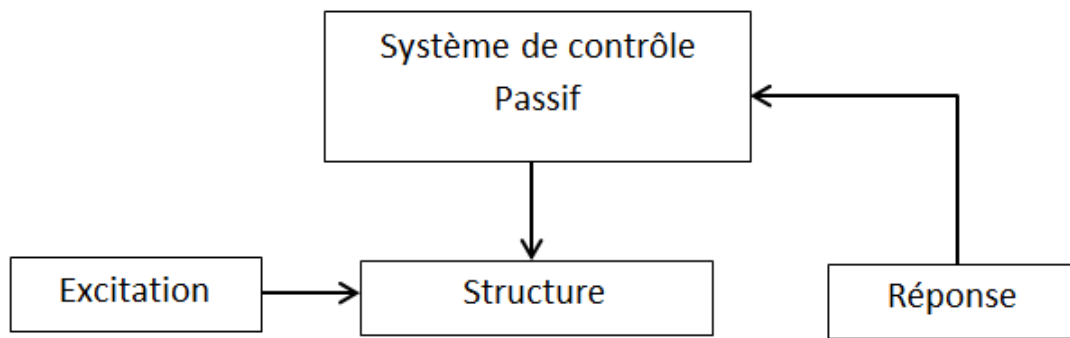 Système de contrôle
Passif
Excitation
Structure
Réponse